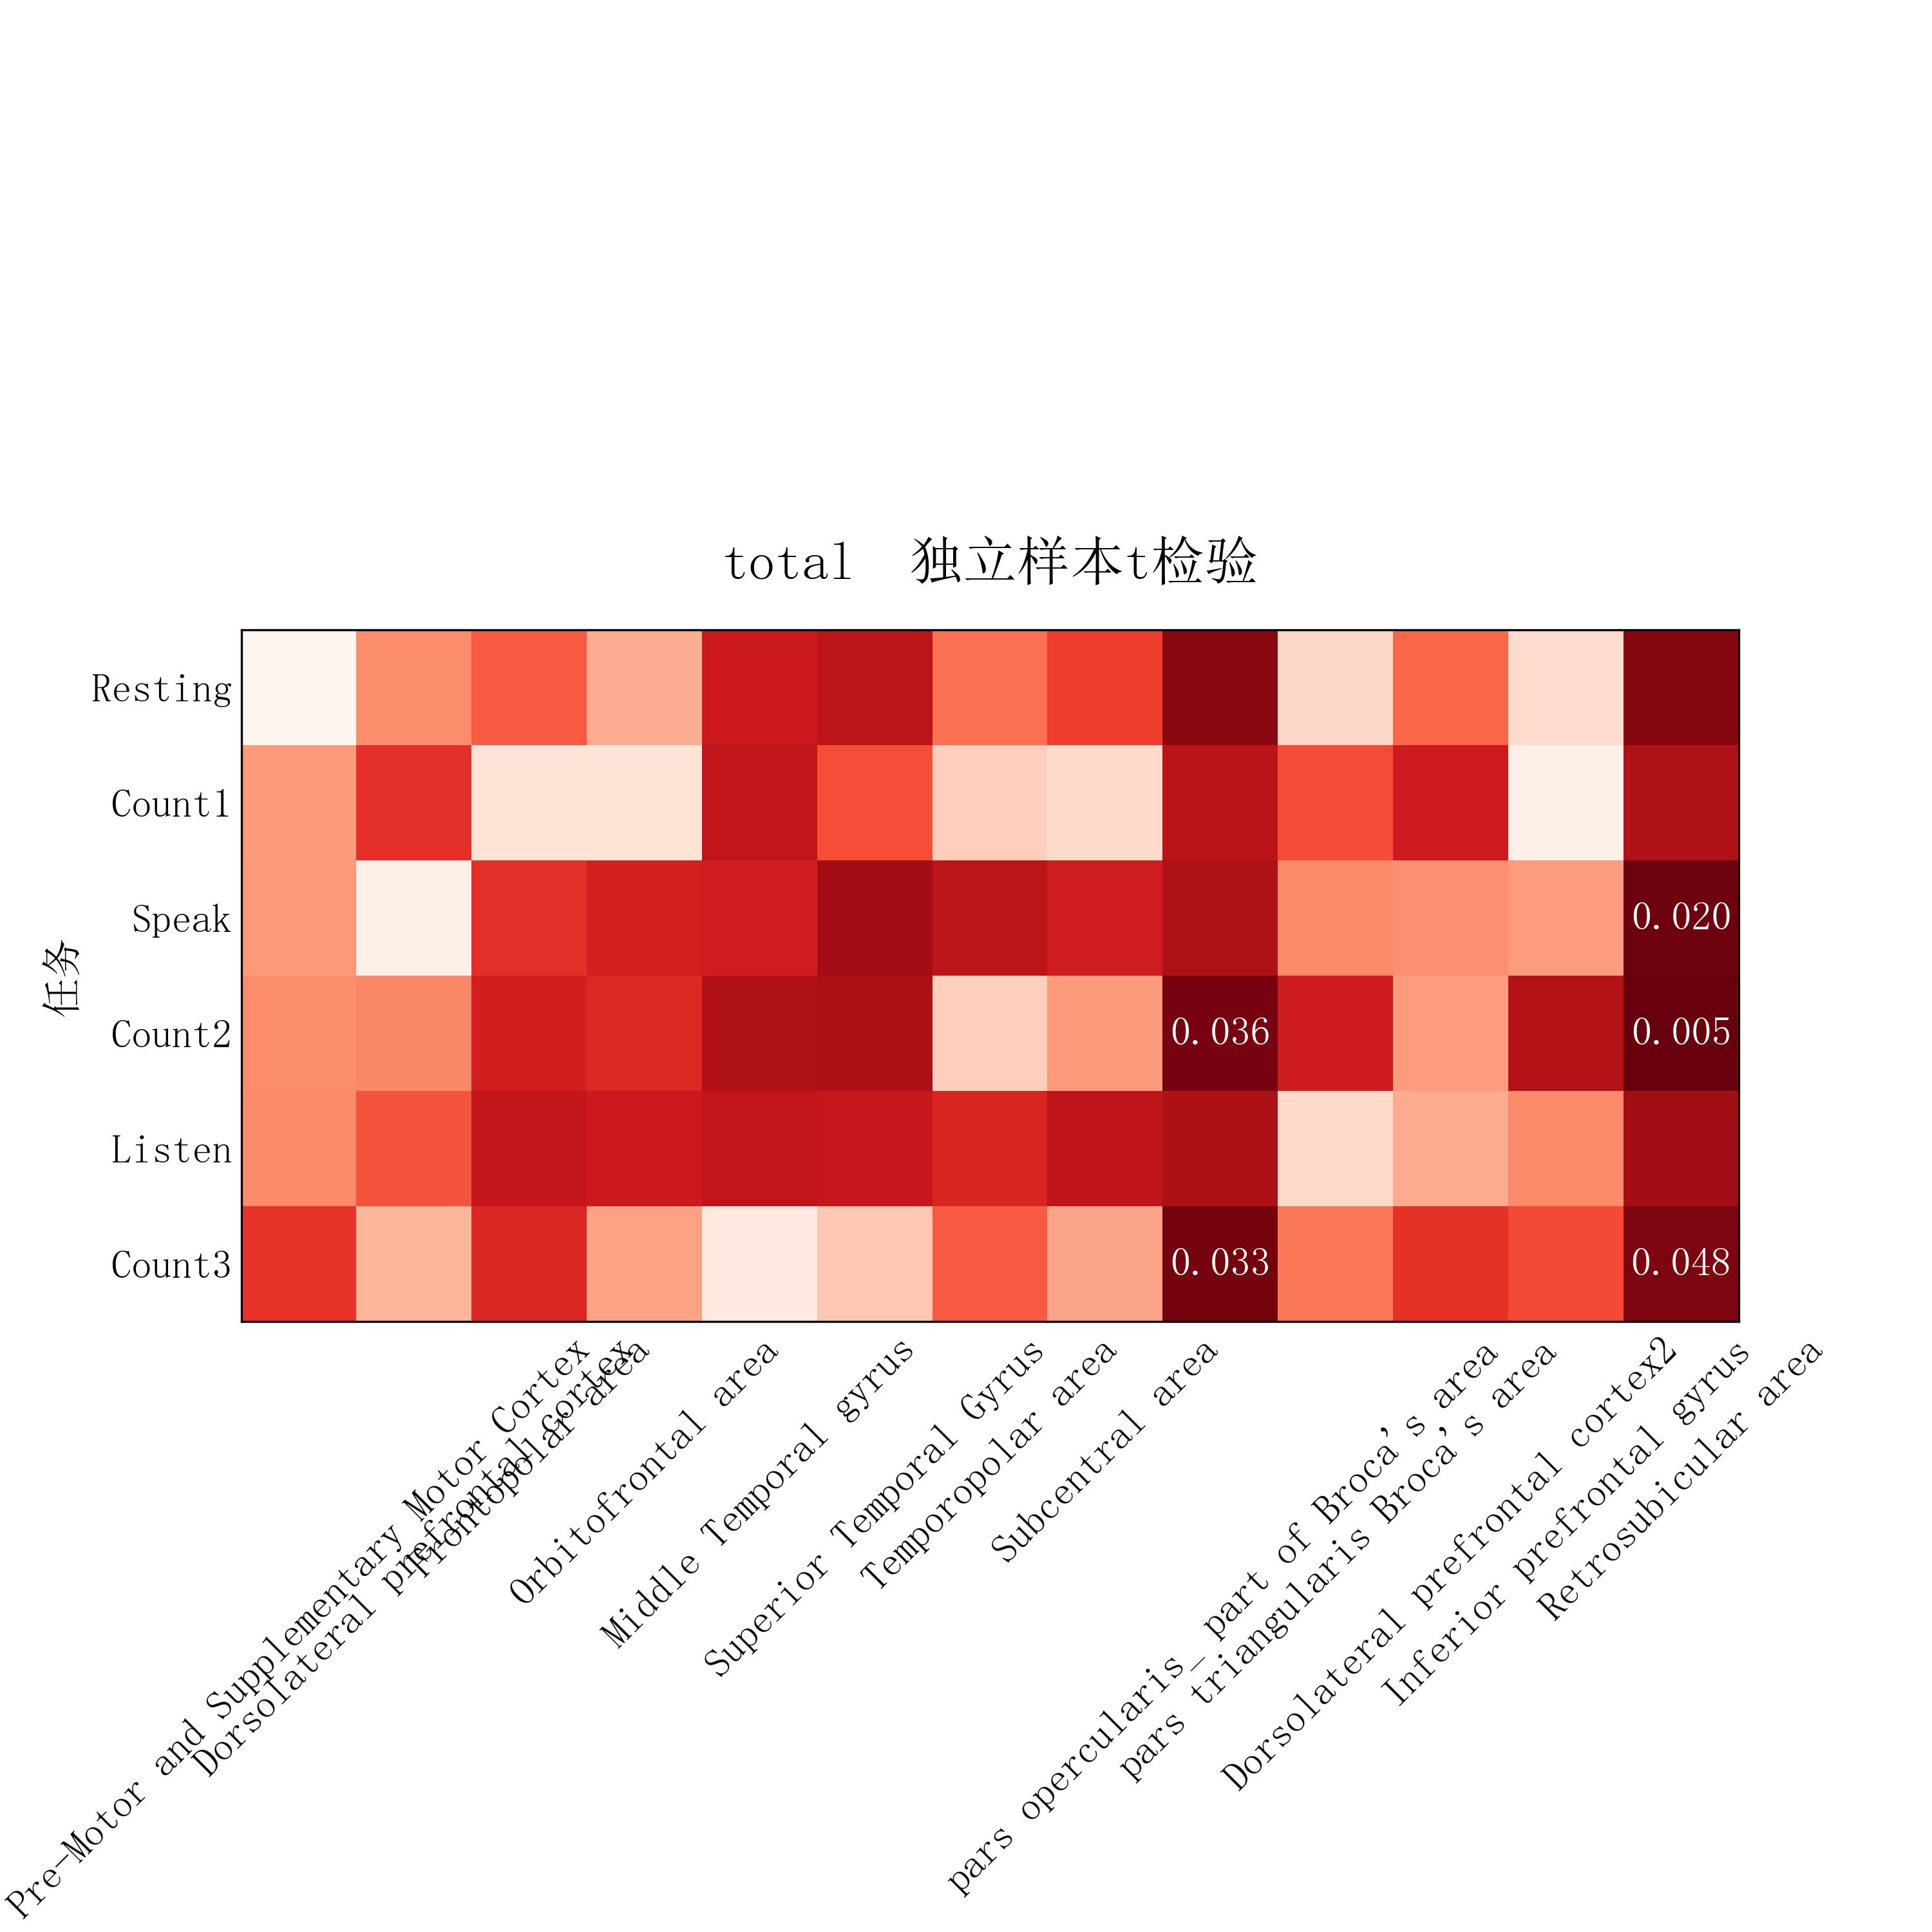 total  独立样本t检验
任务
Resting
Count1
Speak
0.020
Count2
0.036
0.005
Listen
Count3
0.033
0.048
Pre-Motor and Supplementary Motor Cortex
Dorsolateral prefrontal cortex
Frontopolar area
Orbitofrontal area
Middle Temporal gyrus
Superior Temporal Gyrus
Temporopolar area
Subcentral area
pars opercularis_ part of Broca's area
pars triangularis Broca's area
Dorsolateral prefrontal cortex2
Inferior prefrontal gyrus
Retrosubicular area